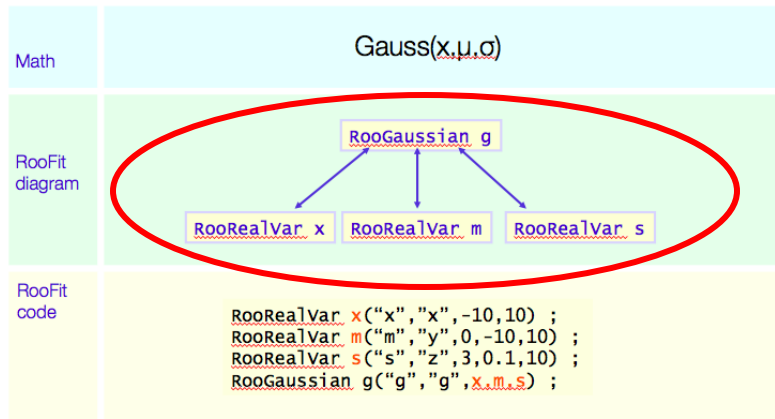 Math
Gauss(x,μ,σ)
RooFit
diagram
RooGaussian g
RooRealVar x
RooRealVar m
RooRealVar s
RooFit
code
RooRealVar x(“x”,”x”,-10,10) ;
RooRealVar m(“m”,”y”,0,-10,10) ;
RooRealVar s(“s”,”z”,3,0.1,10) ;
RooGaussian g(“g”,”g”,x,m,s) ;